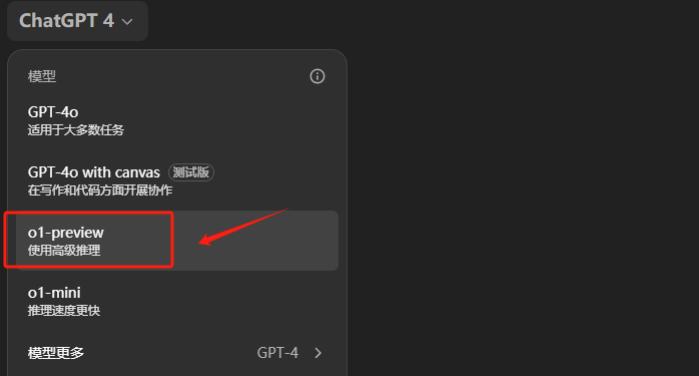 ChatGPT 4
模型
GPT-4o
适用于大多数任务
GPT-4o with canvas 测试版
在写作和代码方面开展协作
o1-preview
使用高级推理
o1-mini
推理速度更快
模型更多 GPT-4